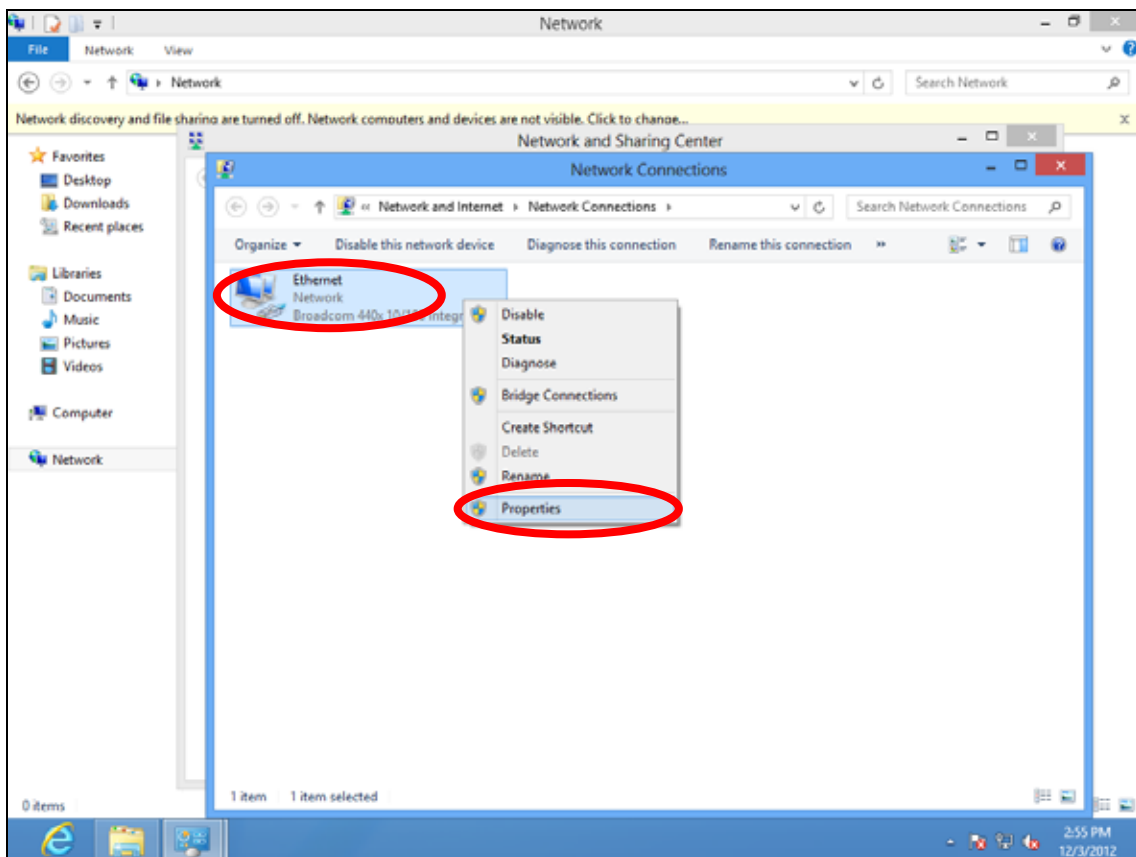 Network
File Network View
Network
Search Network
Network discovery and file sharing are turned off. Network computers and devices are not visible. Click to change...
Network and Sharing Center
Favorites
Desktop
Downloads
Recent places
Libraries
Documents
Music
Pictures
Videos
Computer
Network
Network Connections
« Network and Internet Network Connections
Search Network Connections
Organize Disable this network device Diagnose this connection Rename this connection »
Ethernet
Network
Broadcom 440x 10/100 Integr
Disable
Status
Diagnose
Bridge Connections
Create Shortcut
Delete
Rename
Properties
1 item 1 item selected
0 items
2:55 PM
12/3/2012